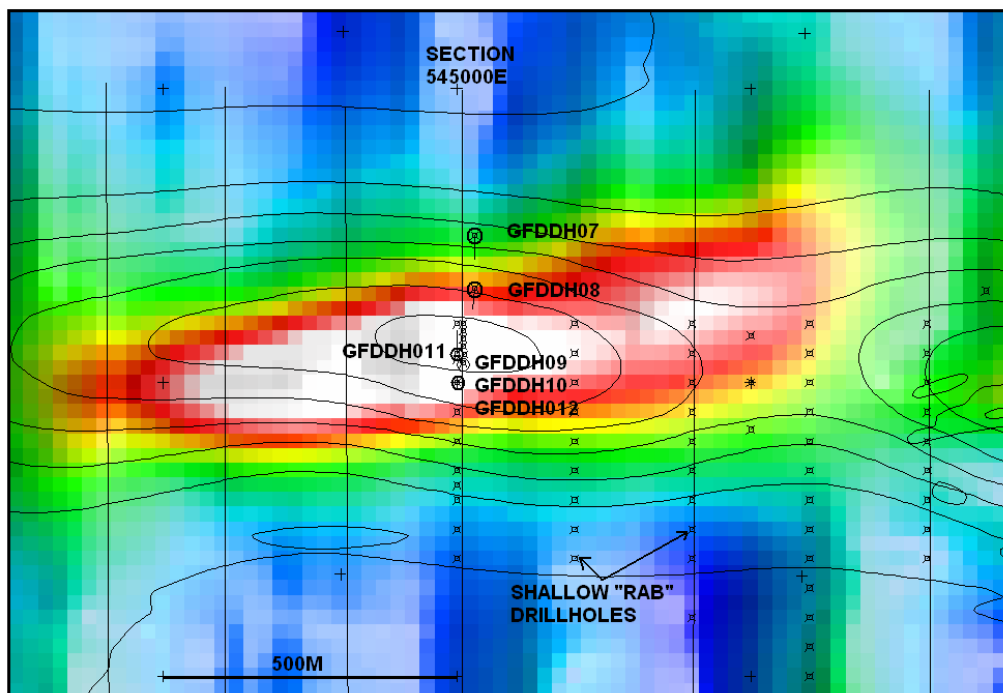 SECTION
545000E
GFDDH07
GFDDH08
GFDDH011
GFDDH09
GFDDH10
GFDDH012
SHALLOW "RAB"
DRILLHOLES
500M